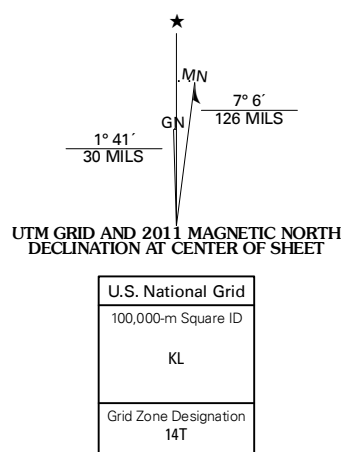 ★
.MN
GN
7° 6´
126 MILS
1° 41´
30 MILS
UTM GRID AND 2011 MAGNETIC NORTH
DECLINATION AT CENTER OF SHEET
U.S. National Grid
100,000-m Square ID
KL
Grid Zone Designation
14T